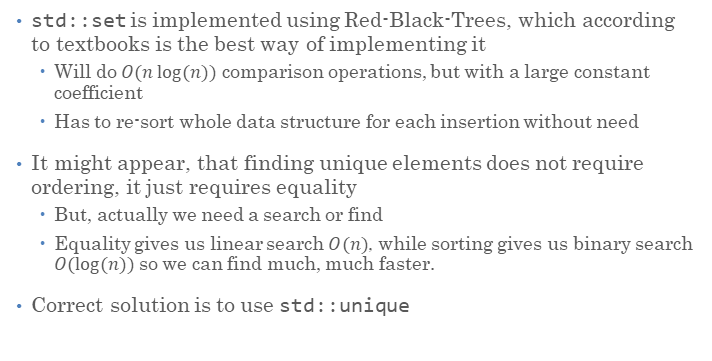 • std::set is implemented using Red-Black-Trees, which according
to textbooks is the best way of implementing it
• Will do O(n log(n)) comparison operations, but with a large constant
coefficient
• Has to re-sort whole data structure for each insertion without need
• It might appear, that finding unique elements does not require
ordering, it just requires equality
• But, actually we need a search or find
• Equality gives us linear search O(n), while sorting gives us binary search
O(log(n)) so we can find much, much faster.
• Correct solution is to use std::unique